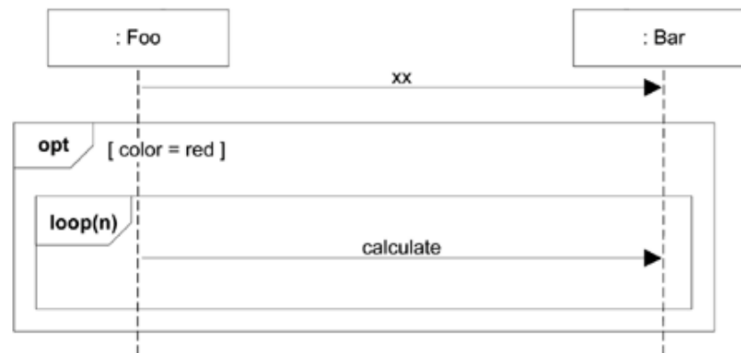 : Foo
: Bar
xx
opt
[ color = red ]
loop(n)
calculate